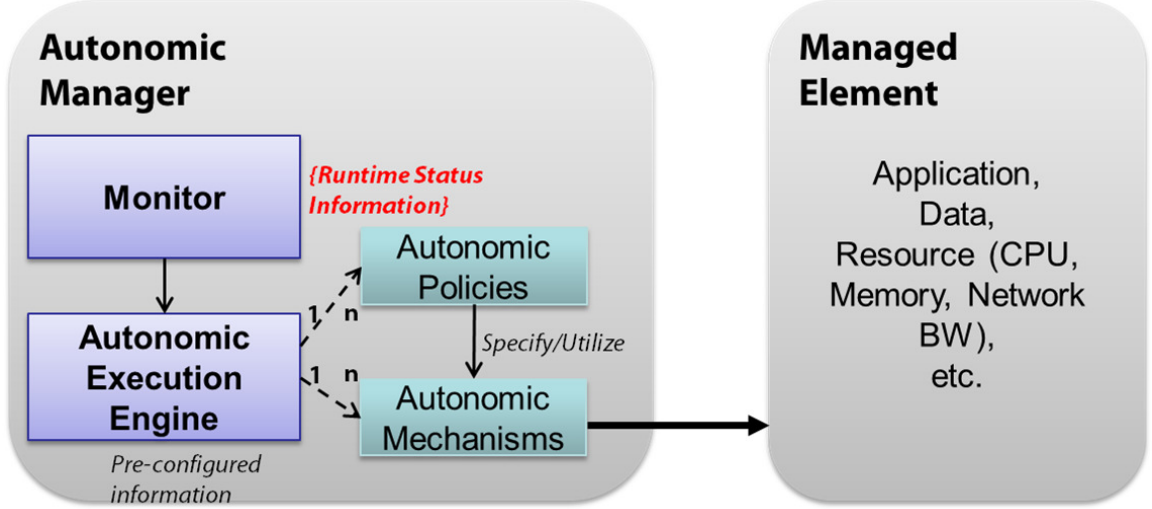 Autonomic
Manager
Monitor
{Runtime Status
Information}
Autonomic
Policies
1 n
Specify/Utilize
Autonomic
Execution
Engine
1 n
Autonomic
Mechanisms
Pre-configured
information
Managed
Element
Application,
Data,
Resource (CPU,
Memory, Network
BW),
etc.